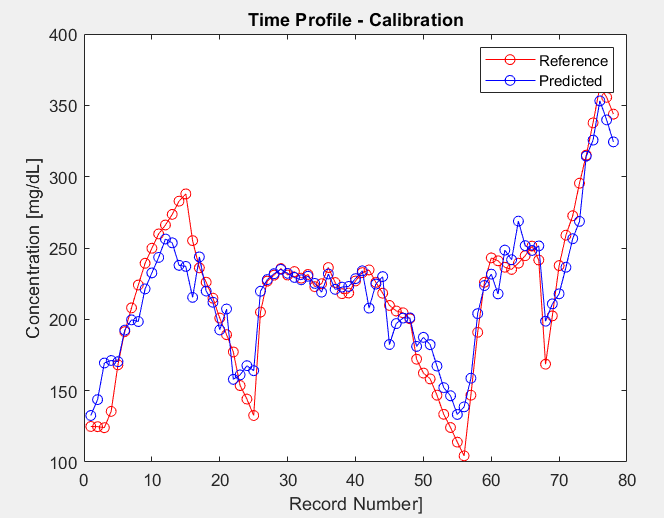 Time Profile - Calibration
400
350
300
250
200
150
100
Concentration [mg/dL]
Reference
Predicted
0 10 20 30 40 50 60 70 80
Record Number]